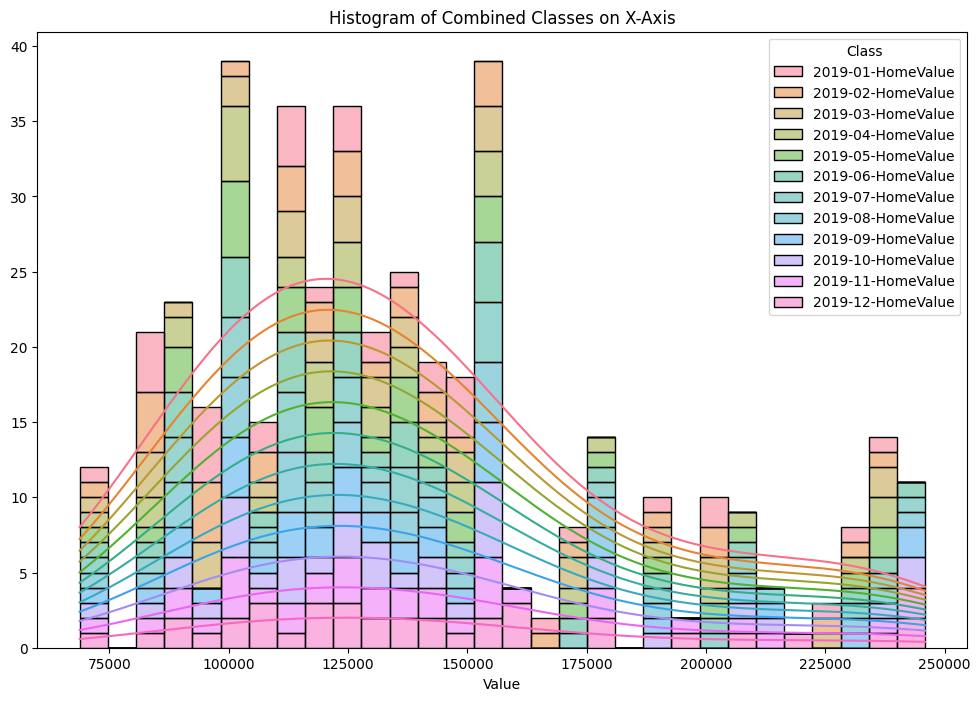 Histogram of Combined Classes on X-Axis
40
35
30
25
20
15
10
5
0
Class
2019-01-HomeValue
2019-02-HomeValue
2019-03-HomeValue
2019-04-HomeValue
2019-05-HomeValue
2019-06-HomeValue
2019-07-HomeValue
2019-08-HomeValue
2019-09-HomeValue
2019-10-HomeValue
2019-11-HomeValue
2019-12-HomeValue
75000 100000 125000 150000 175000 200000 225000 250000
Value